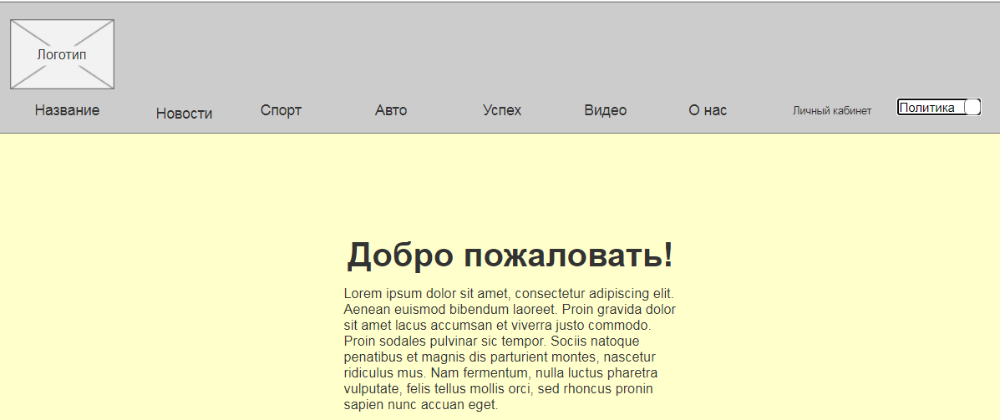 Логотип
Название Новости Спорт Авто Успех Видео О нас Личный кабинет Политика
Добро пожаловать!
Lorem ipsum dolor sit amet, consectetur adipiscing elit.
Aenean euismod bibendum laoreet. Proin gravida dolor
sit amet lacus accumsan et viverra justo commodo.
Proin sodales pulvinar sic tempor. Sociis natoque
penatibus et magnis dis parturient montes, nascetur
ridiculus mus. Nam fermentum, nulla luctus pharetra
vulputate, felis tellus mollis orci, sed rhoncus pronin
sapien nunc accuan eget.